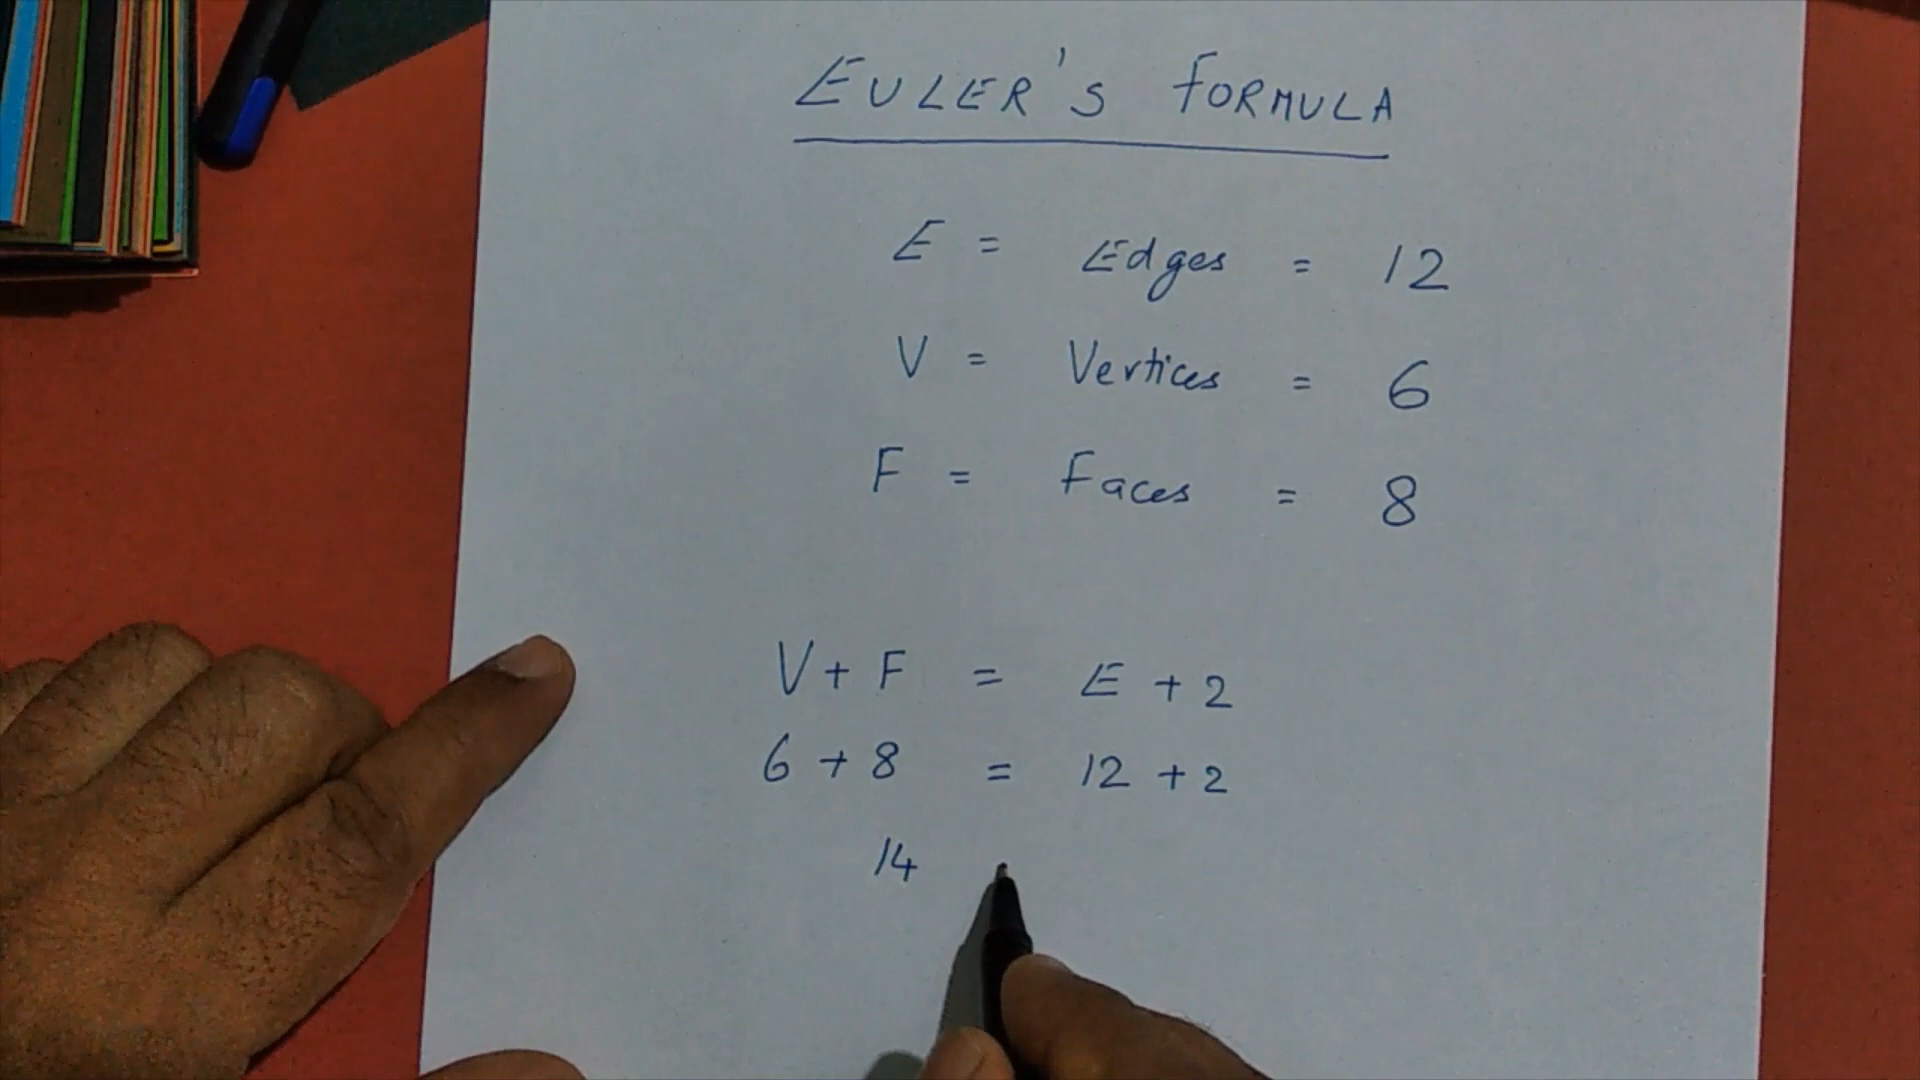 EULER'S FORMULA
E = Edges = 12
V = Vertices = 6
F = Faces = 8
V + F = E + 2
6 + 8 = 12 + 2
14